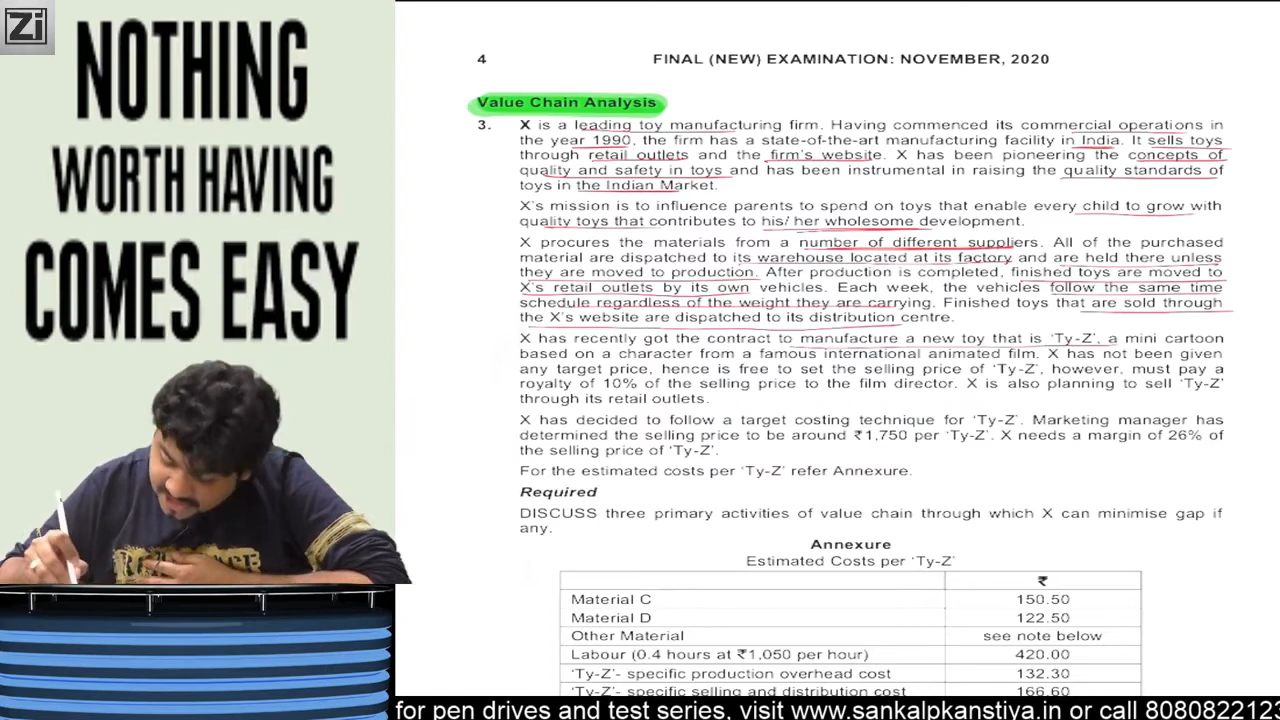 Zi
NOTHING
WORTH HAVING
COMES EASY
4 FINAL (NEW) EXAMINATION: NOVEMBER, 2020
Value Chain Analysis
3. X is a leading toy manufacturing firm. Having commenced its commercial operations in
the year 1990, the firm has a state-of-the-art manufacturing facility in India. It sells toys
through retail outlets and the firm's website. X has been pioneering the concepts of
quality and safety in toys and has been instrumental in raising the quality standards of
toys in the Indian Market.
X's mission is to influence parents to spend on toys that enable every child to grow with
quality toys that contributes to his/ her wholesome development.
X procures the materials from a number of different suppliers. All of the purchased
material are dispatched to its warehouse located at its factory and are held there unless
they are moved to production. After production is completed, finished toys are moved to
X's retail outlets by its own vehicles. Each week, the vehicles follow the same time
schedule regardless of the weight they are carrying. Finished toys that are sold through
the X's website are dispatched to its distribution centre.
X has recently got the contract to manufacture a new toy that is 'Ty-Z', a mini cartoon
based on a character from a famous international animated film. X has not been given
any target price, hence is free to set the selling price of 'Ty-Z', however, must pay a
royalty of 10% of the selling price to the film director. X is also planning to sell 'Ty-Z'
through its retail outlets.
X has decided to follow a target costing technique for 'Ty-Z'. Marketing manager has
determined the selling price to be around ₹1,750 per 'Ty-Z'. X needs a margin of 26% of
the selling price of 'Ty-Z'.
For the estimated costs per 'Ty-Z' refer Annexure.
Required
DISCUSS three primary activities of value chain through which X can minimise gap if
any.
Annexure
Estimated Costs per 'Ty-Z'
₹
Material C 150.50
Material D 122.50
Other Material see note below
Labour (0.4 hours at ₹1,050 per hour) 420.00
'Ty-Z'- specific production overhead cost 132.30
'Ty-Z'- specific selling and distribution cost 166.60
for pen drives and test series, visit www.sankalpkanstiya.in or call 8080822123